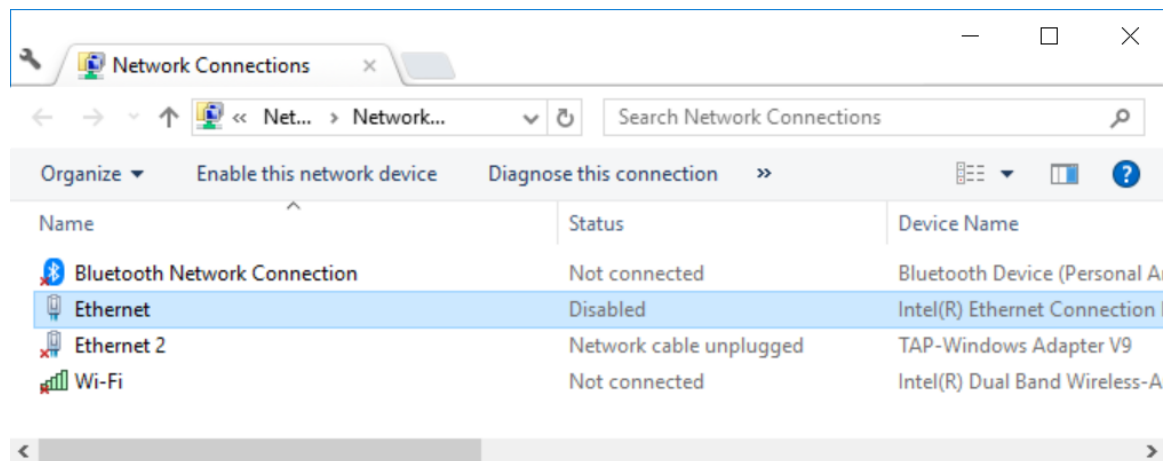 Network Connections
« Net... › Network... Search Network Connections
Organize Enable this network device Diagnose this connection »
Name Status Device Name
Bluetooth Network Connection Not connected Bluetooth Device (Personal
Ethernet Disabled Intel(R) Ethernet Connection
Ethernet 2 Network cable unplugged TAP-Windows Adapter V9
Wi-Fi Not connected Intel(R) Dual Band Wireless-A